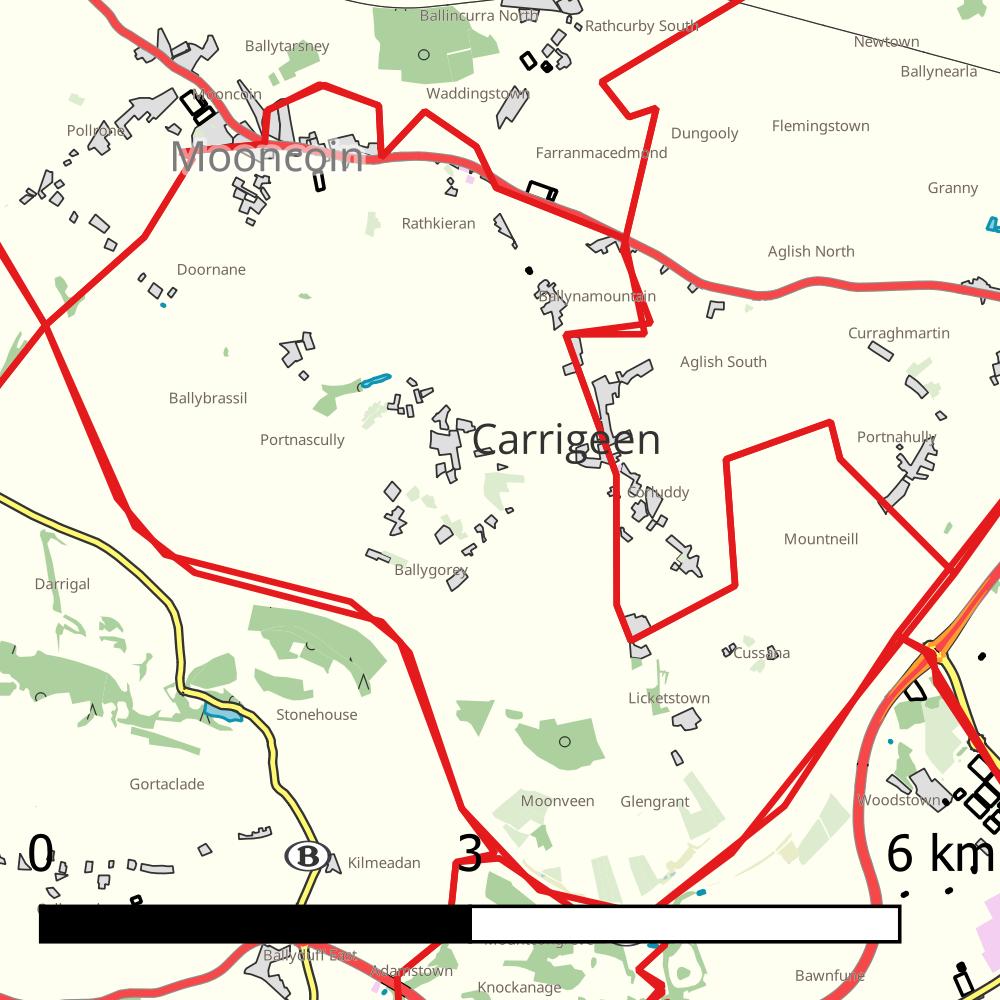 Ballincurra North
Rathcurby South
Ballytarsney
Newtown
Ballynearla
Mooncoin
Waddingstown
Pollrone
Dungooly
Flemingstown
Mooncoin
Farranmacedmond
Granny
Rathkieran
Aglish North
Doornane
Ballynamountain
Curraghmartin
Aglish South
Ballybrassil
Portnascully
Carrigeen
Portnahully
Corluddy
Mountneill
Ballygorey
Darrigal
Cussana
Licketstown
Stonehouse
Gortaclade
Moonveen
Glengrant
Woodstown
0
3
6 km
B
Kilmeadan
Ballyduff East
Adamstown
Knockanage
Bawnfune